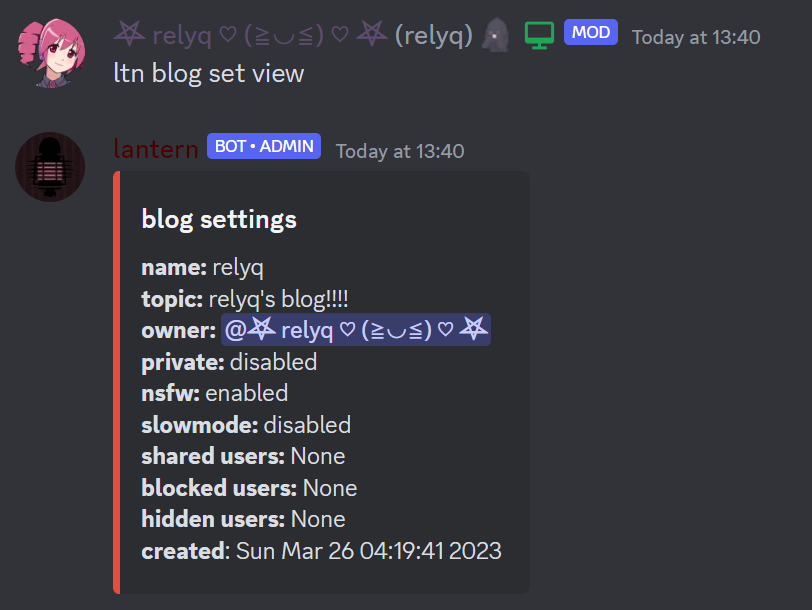 ⛧ relyq ♡ (≧◡≦) ♡ ⛧ (relyq) MOD Today at 13:40
ltn blog set view
lantern BOT • ADMIN Today at 13:40
blog settings
name: relyq
topic: relyq's blog!!!!
owner: @⛧ relyq ♡ (≧◡≦) ♡ ⛧
private: disabled
nsfw: enabled
slowmode: disabled
shared users: None
blocked users: None
hidden users: None
created: Sun Mar 26 04:19:41 2023